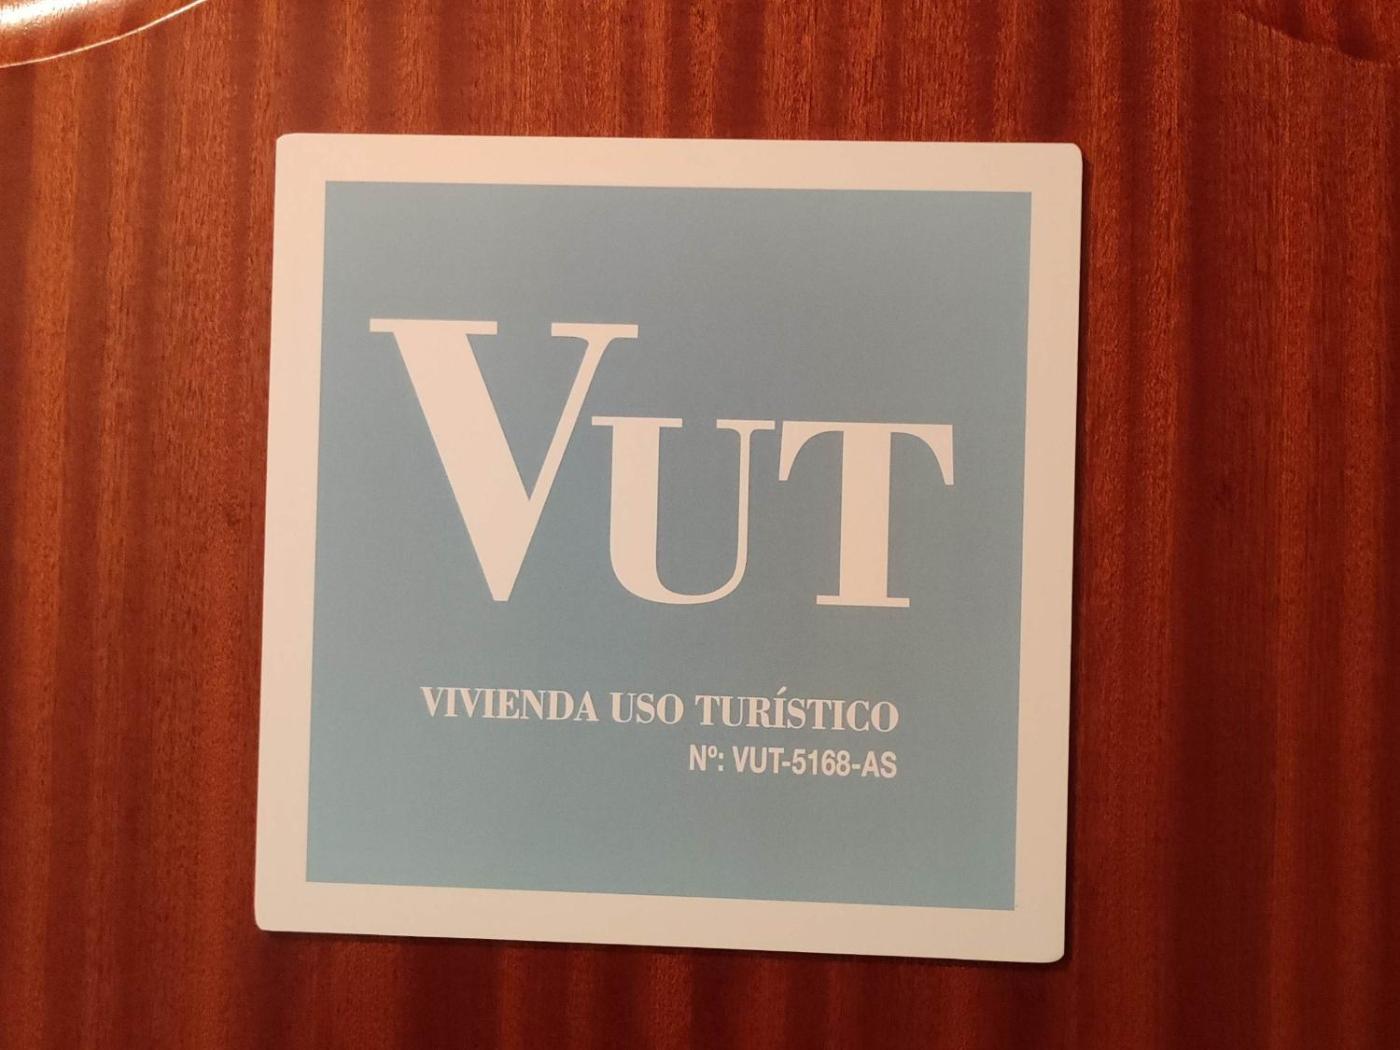 VUT
VIVIENDA USO TURÍSTICO
Nº: VUT-5168-AS